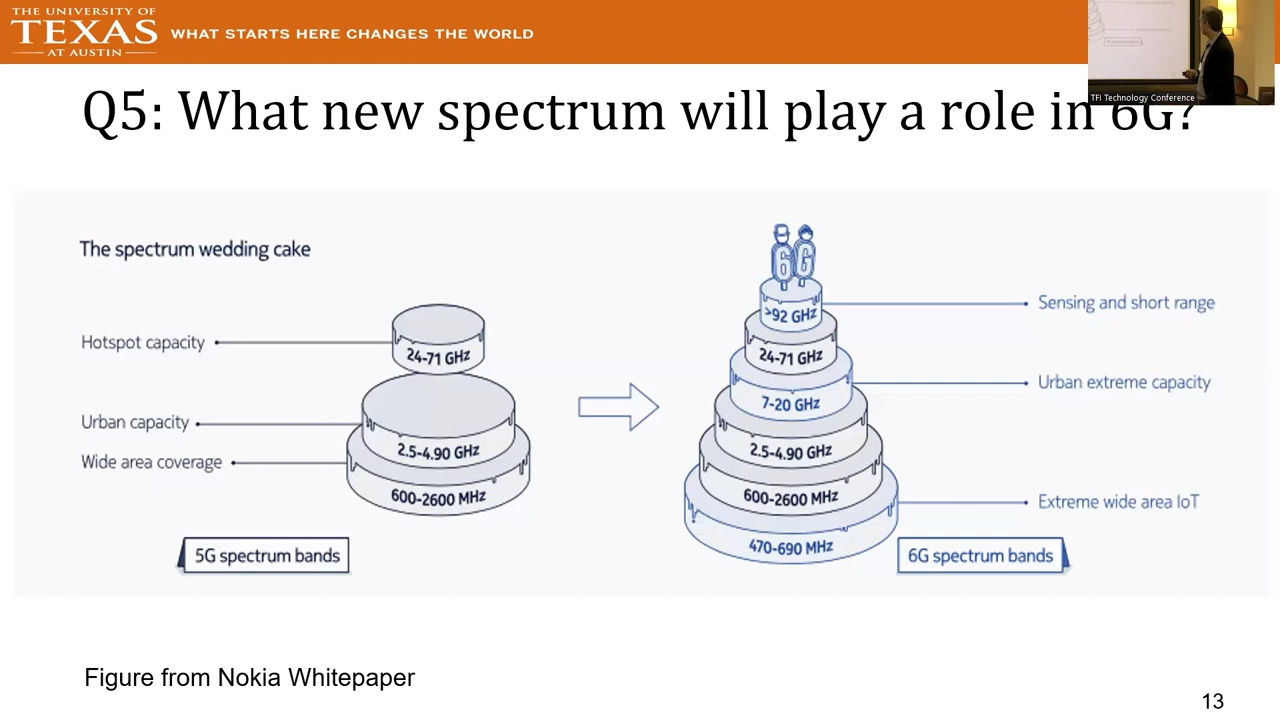 THE UNIVERSITY OF
TEXAS
AT AUSTIN
WHAT STARTS HERE CHANGES THE WORLD
TFI Technology Conference
Q5: What new spectrum will play a role in 6G?
The spectrum wedding cake
Hotspot capacity
24-71 GHz
Urban capacity
2.5-4.90 GHz
Wide area coverage
600-2600 MHz
5G spectrum bands
6G
>92 GHz
Sensing and short range
24-71 GHz
7-20 GHz
Urban extreme capacity
2.5-4.90 GHz
600-2600 MHz
Extreme wide area IoT
470-690 MHz
6G spectrum bands
Figure from Nokia Whitepaper
13